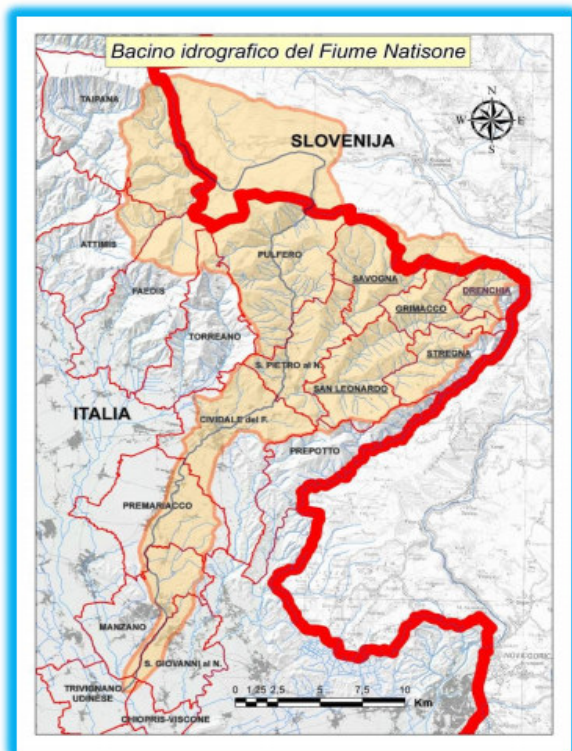 Bacino idrografico del Fiume Natisone
TAIPANA
N
W E
S
SLOVENIJA
ATTIMIS
PULFERO
FAEDIS
SAVOGNA
DRENCHIA
GRIMACCO
TORREANO
STREGNA
S. PIETRO al N.
SAN LEONARDO
ITALIA
CIVIDALE del F.
PREPOTTO
PREMARIACCO
MANZANO
S. GIOVANNI al N.
NOVA GORIC
TRIVIGNANO
UDINESE
CHIOPRIS-VISCONE
0 1,25 2,5 5 7,5 10
Km